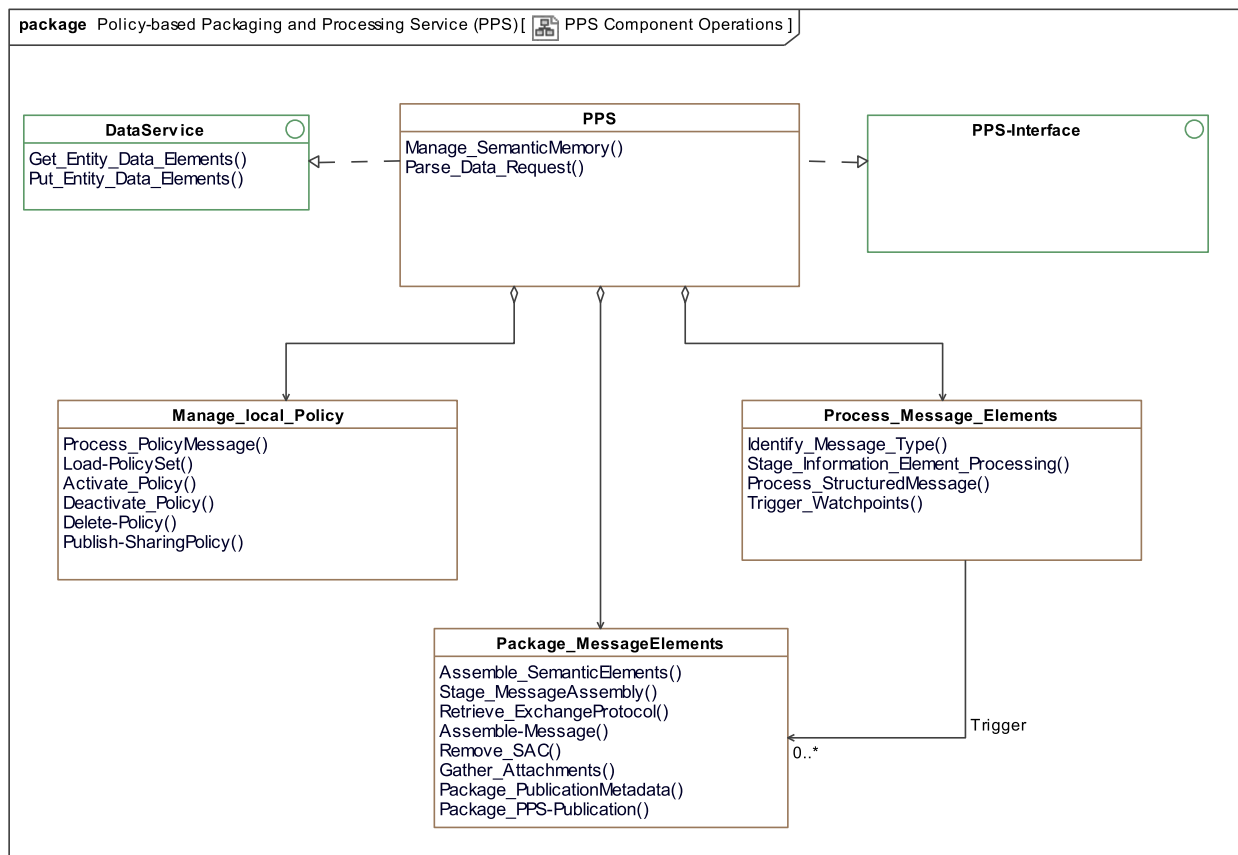 package Policy-based Packaging and Processing Service (PPS)[ PPS Component Operations ]
DataService
Get_Entity_Data_Elements()
Put_Entity_Data_Elements()
PPS
Manage_SemanticMemory()
Parse_Data_Request()
PPS-Interface
Manage_local_Policy
Process_PolicyMessage()
Load-PolicySet()
Activate_Policy()
Deactivate_Policy()
Delete-Policy()
Publish-SharingPolicy()
Process_Message_Elements
Identify_Message_Type()
Stage_Information_Element_Processing()
Process_StructuredMessage()
Trigger_Watchpoints()
Package_MessageElements
Assemble_SemanticElements()
Stage_MessageAssembly()
Retrieve_ExchangeProtocol()
Assemble-Message()
Remove_SAC()
Gather_Attachments()
Package_PublicationMetadata()
Package_PPS-Publication()
Trigger
0..*